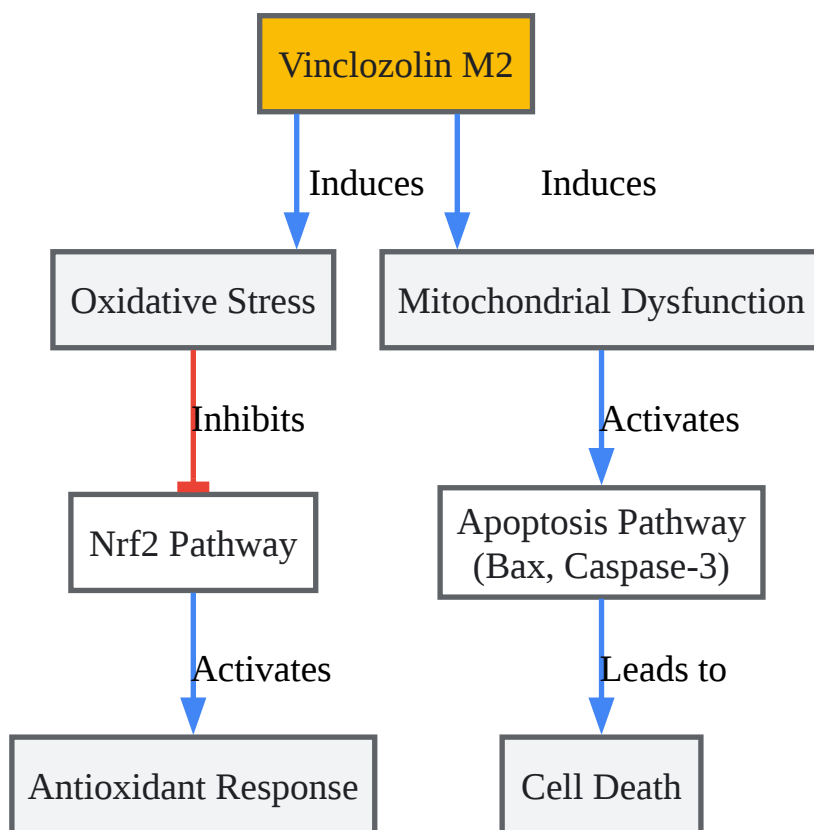 Vinclozolin M2
Induces
Induces
Oxidative Stress
Mitochondrial Dysfunction
Inhibits
Activates
Nrf2 Pathway
Apoptosis Pathway
(Bax, Caspase-3)
Activates
Leads to
Antioxidant Response
Cell Death